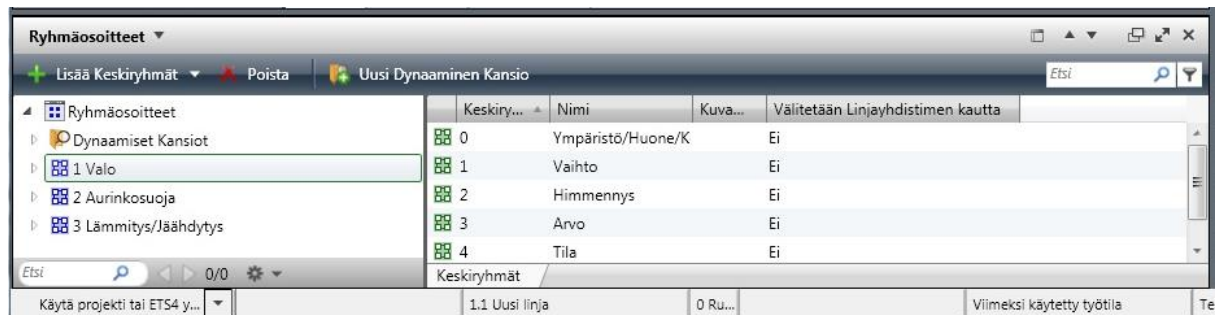 Ryhmäosoitteet
Lisää Keskiryhmät Poista Uusi Dynaaminen Kansio Etsi
Ryhmäosoitteet
Dynaamiset Kansiot
1 Valo
2 Aurinkosuoja
3 Lämmitys/Jäähdytys
Etsi 0/0
Keskiry... Nimi Kuva... Välitetään Linjayhdistimen kautta
0 Ympäristö/Huone/K Ei
1 Vaihto Ei
2 Himmennys Ei
3 Arvo Ei
4 Tila Ei
Keskiryhmät
Käytä projekti tai ETS4 y... 1.1 Uusi linja 0 Ru... Viimeksi käytetty työtila Te